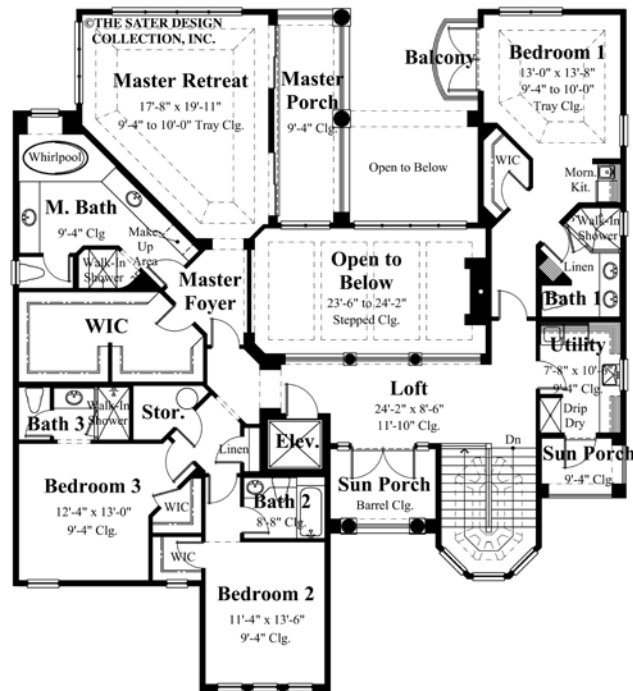 ©THE SATER DESIGN
COLLECTION, INC.
Master Retreat
17'-8" x 19'-11"
9'-4" to 10'-0" Tray Clg.
Master
Porch
9'-4" Clg.
Balcony
Bedroom 1
13'-0" x 13'-8"
9'-4" to 10'-0"
Tray Clg.
Open to Below
WIC
Morn.
Kit.
Whirlpool
M. Bath
9'-4" Clg
Make
Up
Area
Walk-In
Shower
Master
Foyer
Open to
Below
23'-6" to 24'-2"
Stepped Clg.
Walk-In
Shower
Linen
Bath 1
WIC
Utility
7'-8" x 10'-0"
9'-4" Clg.
Drip
Dry
Loft
24'-2" x 8'-6"
11'-10" Clg.
Bath 3
Walk-In
Shower
Stor.
Linen
Elev.
Dn
Sun Porch
9'-4" Clg.
Sun Porch
Barrel Clg.
Bedroom 3
12'-4" x 13'-0"
9'-4" Clg.
WIC
Bath 2
8'-8" Clg.
WIC
Bedroom 2
11'-4" x 13'-6"
9'-4" Clg.